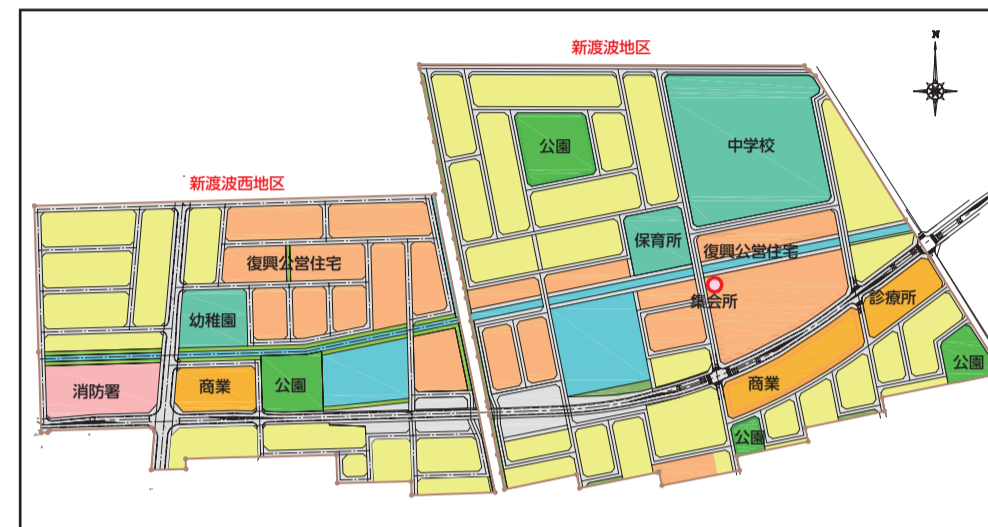 新渡波地区
N
公園
中学校
新渡波西地区
保育所
復興公営住宅
復興公営住宅
集会所
診療所
幼稚園
公園
消防署
商業
公園
商業
公園